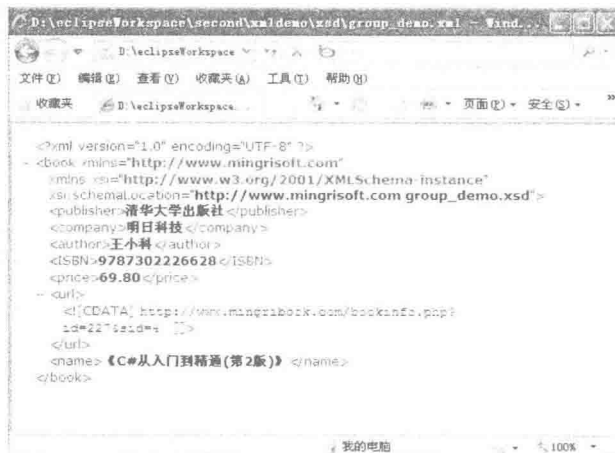 D:\eclipseWorkspace\second\xmldemo\xsd\group_demo.xml - Wind...
D:\eclipseWorkspace
文件(F) 编辑(E) 查看(V) 收藏夹(A) 工具(T) 帮助(H)
收藏夹 D:\eclipseWorkspace... 页面(P) 安全(S) »
<?xml version="1.0" encoding="UTF-8" ?>
- <book xmlns="http://www.mingrisoft.com"
xmlns:xsi="http://www.w3.org/2001/XMLSchema-instance"
xsi:schemaLocation="http://www.mingrisoft.com group_demo.xsd">
<publisher>清华大学出版社</publisher>
<company>明日科技</company>
<author>王小科</author>
<ISBN>9787302226628</ISBN>
<price>69.80</price>
- <url>
<![CDATA[ http://www.mingribook.com/bookinfo.php?
]]>
</url>
<name>《C#从入门到精通(第2版)》</name>
</book>
我的电脑 100%